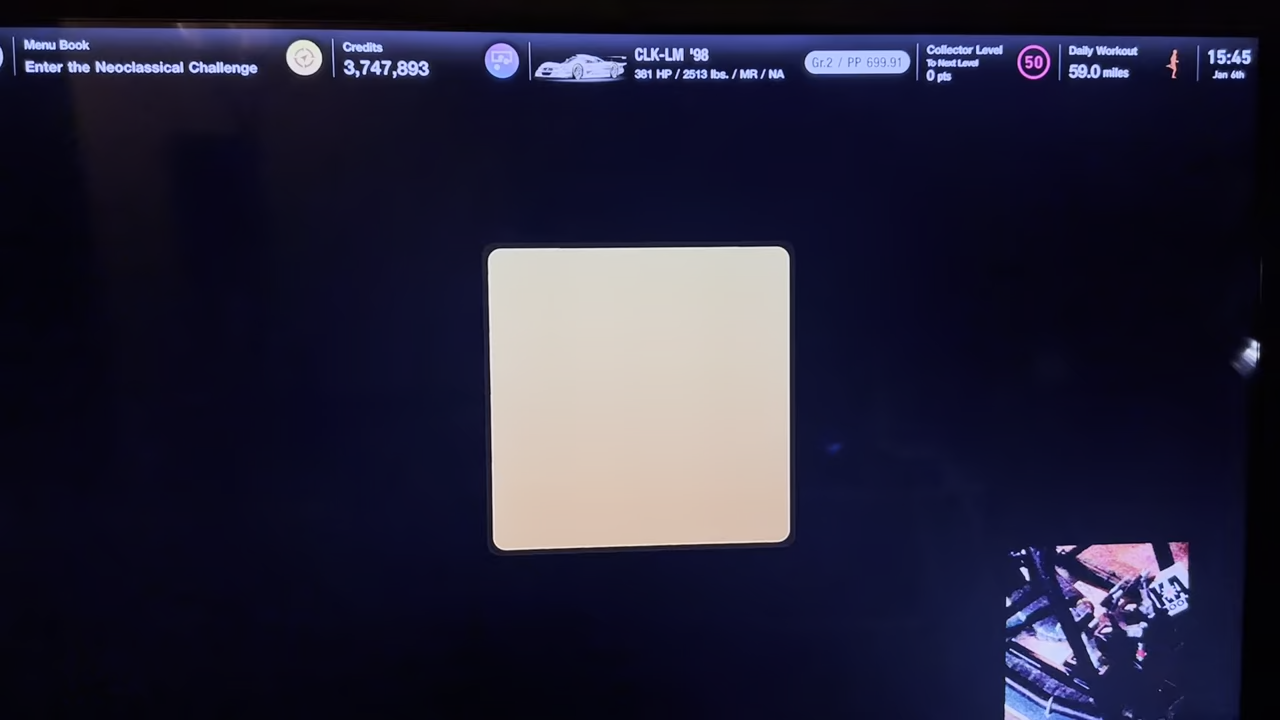 Menu Book
Enter the Neoclassical Challenge
Credits
3,747,893
CLK-LM '98
381 HP / 2513 lbs. / MR / NA
Gr.2 / PP 699.91
Collector Level
To Next Level
0 pts
50
Daily Workout
59.0 miles
15:45
Jan 6th